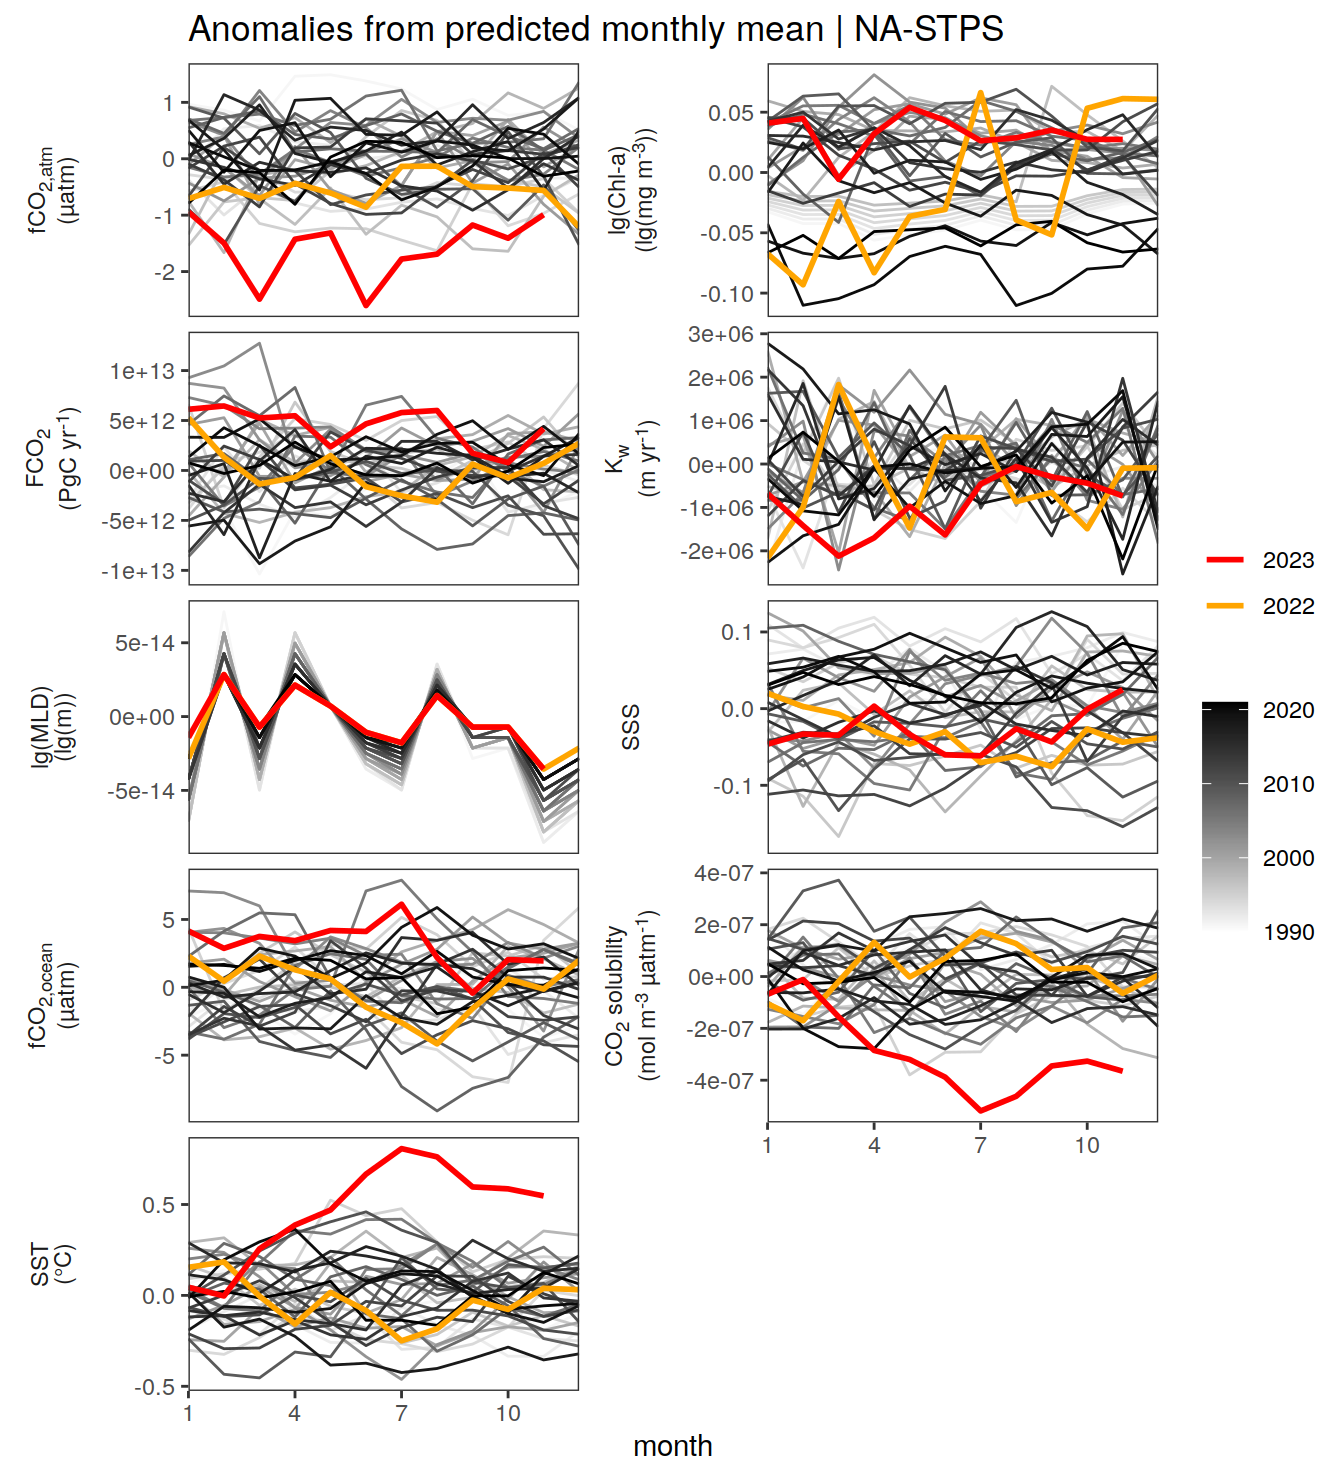 Anomalies from predicted monthly mean | NA-STPS
fCO2,atm
(µatm)
1
0
-1
-2
lg(Chl-a)
(lg(mg m-3))
0.05
0.00
-0.05
-0.10
FCO2
(PgC yr-1)
1e+13
5e+12
0e+00
-5e+12
-1e+13
Kw
(m yr-1)
3e+06
2e+06
1e+06
0e+00
-1e+06
-2e+06
lg(MLD)
(lg(m))
5e-14
0e+00
-5e-14
SSS
0.1
0.0
-0.1
fCO2,ocean
(µatm)
5
0
-5
CO2 solubility
(mol m-3 µatm-1)
4e-07
2e-07
0e+00
-2e-07
-4e-07
1 4 7 10
SST
(°C)
0.5
0.0
-0.5
1 4 7 10
month
2023
2022
2020
2010
2000
1990